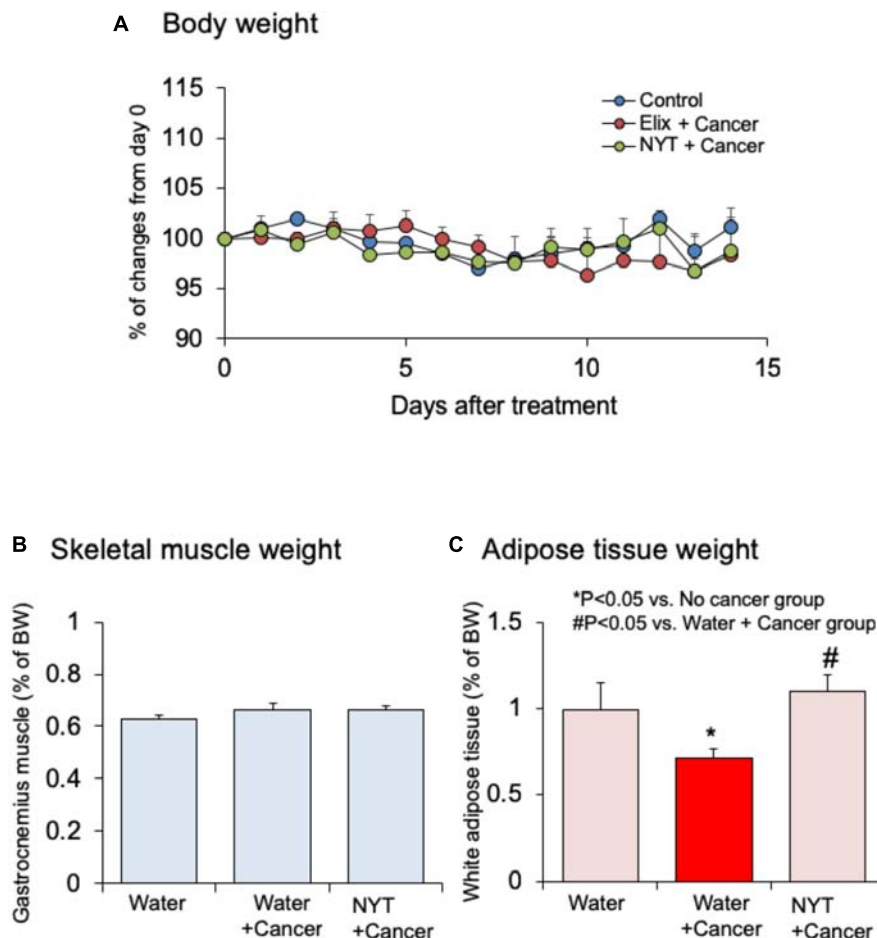 A Body weight
% of changes from day 0
115
110
105
100
95
90
Control
Elix + Cancer
NYT + Cancer
0 5 10 15
Days after treatment
B Skeletal muscle weight
Gastrocnemius muscle (% of BW)
1
0.8
0.6
0.4
0.2
0
Water
Water
+Cancer
NYT
+Cancer
C Adipose tissue weight
*P<0.05 vs. No cancer group
#P<0.05 vs. Water + Cancer group
White adipose tissue (% of BW)
1.5
1
0.5
0
*
#
Water
Water
+Cancer
NYT
+Cancer